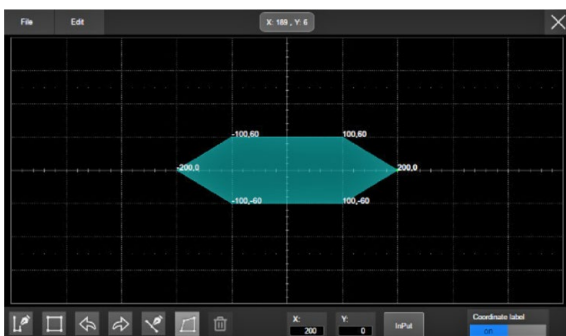 File Edit X: 189 , Y: 6
-100,60 100,60
-200,0 200,0
-100,-60 100,-60
X: Y: Coordinate label
200 0 InPut on